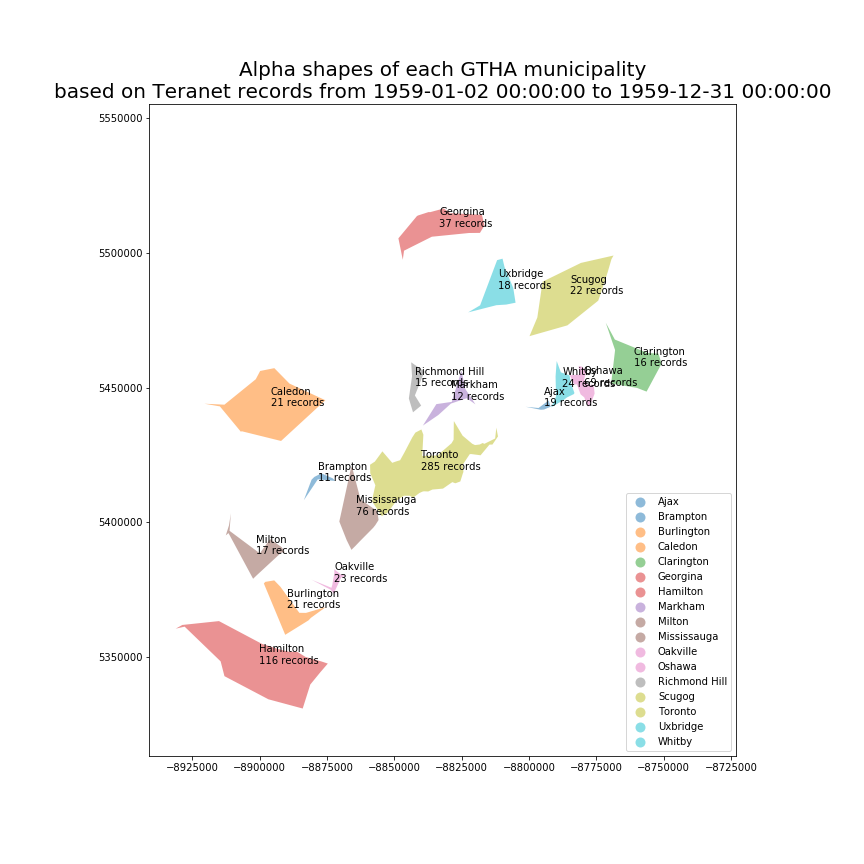 Alpha shapes of each GTHA municipality
based on Teranet records from 1959-01-02 00:00:00 to 1959-12-31 00:00:00
5550000
5500000
5450000
5400000
5350000
Georgina
37 records
Uxbridge
18 records
Scugog
22 records
Clarington
16 records
Richmond Hill
15 records
Markham
12 records
Whitby
24 records
Oshawa
69 records
Ajax
19 records
Caledon
21 records
Toronto
285 records
Brampton
11 records
Mississauga
76 records
Milton
17 records
Oakville
23 records
Burlington
21 records
Hamilton
116 records
Ajax
Brampton
Burlington
Caledon
Clarington
Georgina
Hamilton
Markham
Milton
Mississauga
Oakville
Oshawa
Richmond Hill
Scugog
Toronto
Uxbridge
Whitby
−8925000 −8900000 −8875000 −8850000 −8825000 −8800000 −8775000 −8750000 −8725000